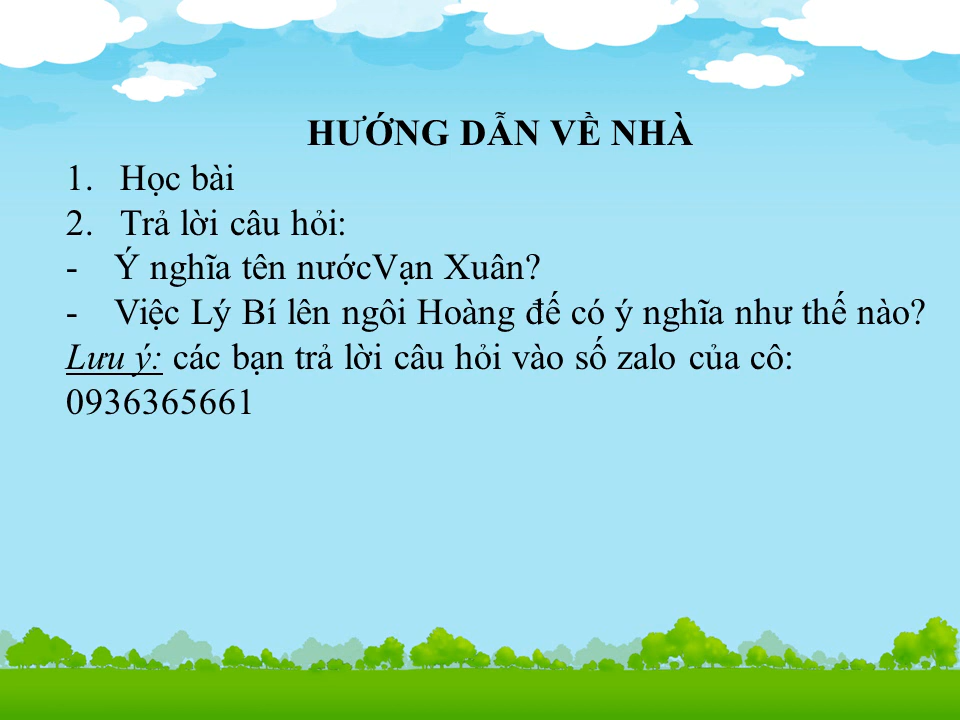 HƯỚNG DẪN VỀ NHÀ
1. Học bài
2. Trả lời câu hỏi:
- Ý nghĩa tên nướcVạn Xuân?
- Việc Lý Bí lên ngôi Hoàng đế có ý nghĩa như thế nào?
Lưu ý: các bạn trả lời câu hỏi vào số zalo của cô:
0936365661